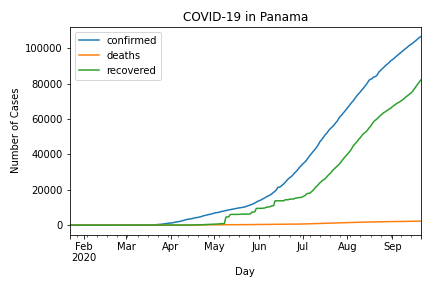 COVID-19 in Panama
confirmed
deaths
recovered
Number of Cases
100000
80000
60000
40000
20000
0
Feb Mar Apr May Jun Jul Aug Sep
2020
Day